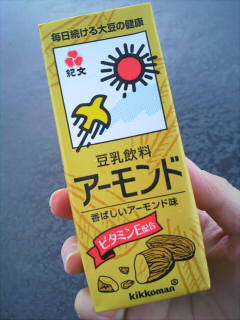 毎日続ける大豆の健康
紀文
豆乳飲料
アーモンド
香ばしいアーモンド味
ビタミンE配合
kikkoman